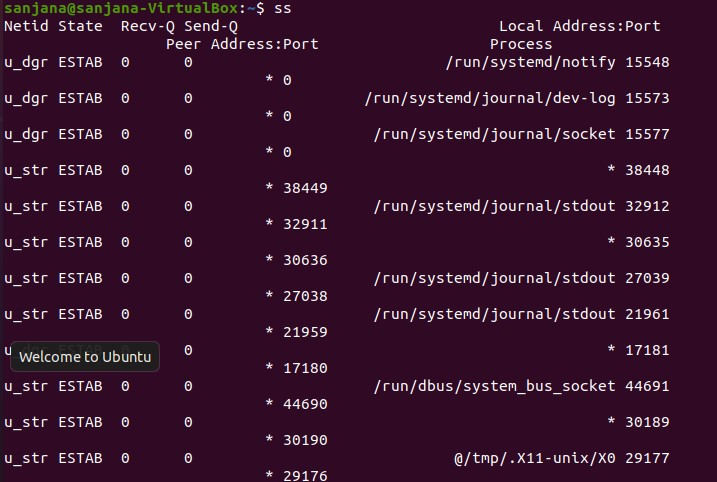 sanjana@sanjana-VirtualBox:~$ ss
Netid State  Recv-Q Send-Q                             Local Address:Port
                  Peer Address:Port                   Process
u_dgr ESTAB  0      0                            /run/systemd/notify 15548
                             * 0
u_dgr ESTAB  0      0                   /run/systemd/journal/dev-log 15573
                             * 0
u_dgr ESTAB  0      0                    /run/systemd/journal/socket 15577
                             * 0
u_str ESTAB  0      0                                              * 38448
                             * 38449
u_str ESTAB  0      0                    /run/systemd/journal/stdout 32912
                             * 32911
u_str ESTAB  0      0                                              * 30635
                             * 30636
u_str ESTAB  0      0                    /run/systemd/journal/stdout 27039
                             * 27038
u_str ESTAB  0      0                    /run/systemd/journal/stdout 21961
                             * 21959
Welcome to Ubuntu   0                                              * 17181
                             * 17180
u_str ESTAB  0      0                    /run/dbus/system_bus_socket 44691
                             * 44690
u_str ESTAB  0      0                                              * 30189
                             * 30190
u_str ESTAB  0      0                             @/tmp/.X11-unix/X0 29177
                             * 29176